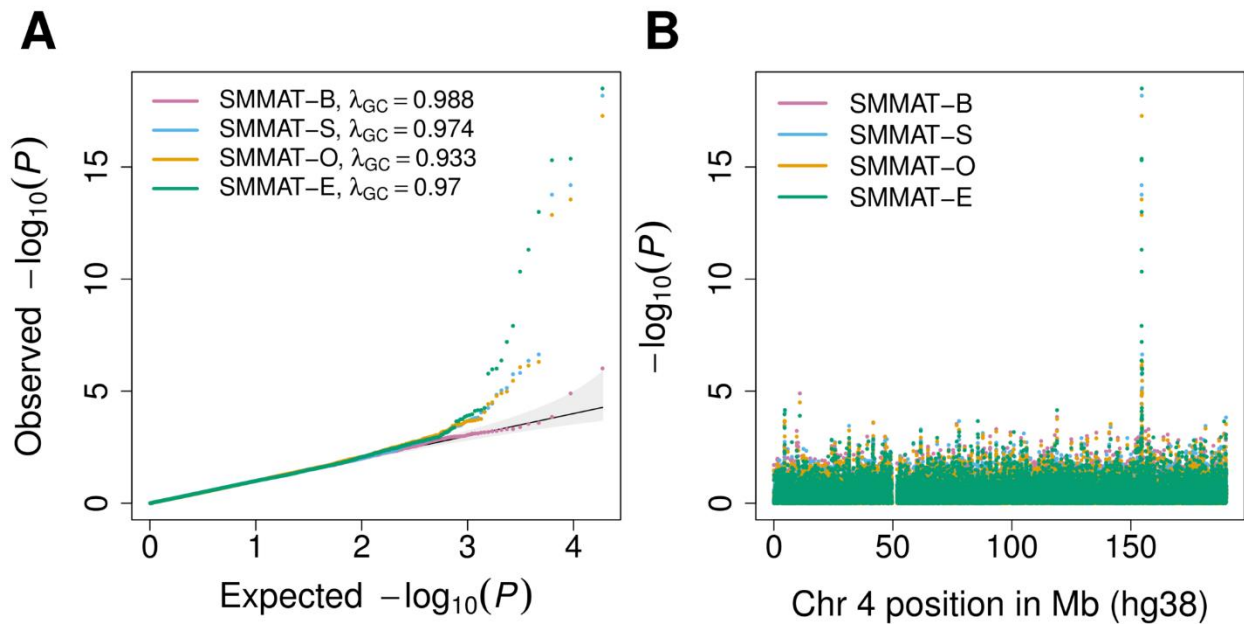 A
SMMAT−B, λGC = 0.988
SMMAT−S, λGC = 0.974
SMMAT−O, λGC = 0.933
SMMAT−E, λGC = 0.97
Observed −log10(P)
15
10
5
0
0 1 2 3 4
Expected −log10(P)
B
SMMAT−B
SMMAT−S
SMMAT−O
SMMAT−E
−log10(P)
15
10
5
0
0 50 100 150
Chr 4 position in Mb (hg38)